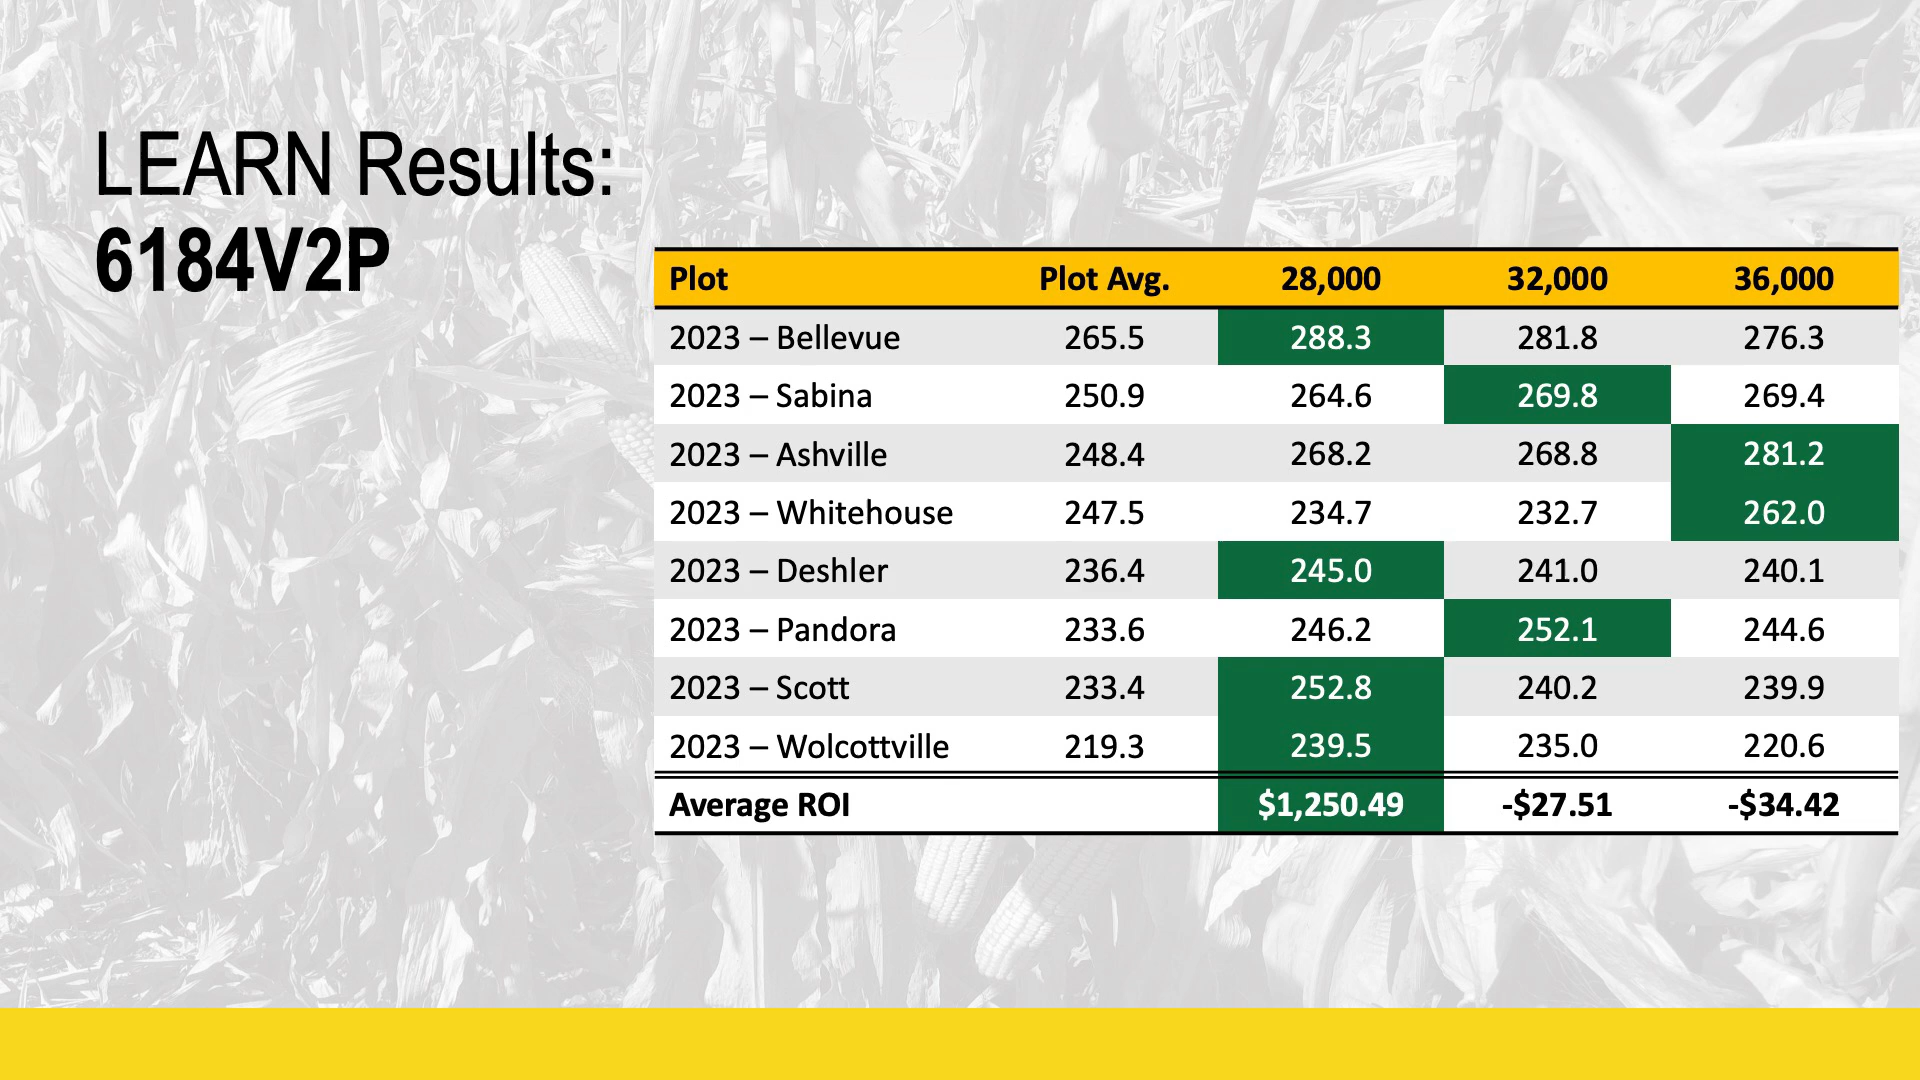 LEARN Results:
6184V2P
Plot Plot Avg. 28,000 32,000 36,000
2023 – Bellevue 265.5 288.3 281.8 276.3
2023 – Sabina 250.9 264.6 269.8 269.4
2023 – Ashville 248.4 268.2 268.8 281.2
2023 – Whitehouse 247.5 234.7 232.7 262.0
2023 – Deshler 236.4 245.0 241.0 240.1
2023 – Pandora 233.6 246.2 252.1 244.6
2023 – Scott 233.4 252.8 240.2 239.9
2023 – Wolcottville 219.3 239.5 235.0 220.6
Average ROI $1,250.49 -$27.51 -$34.42